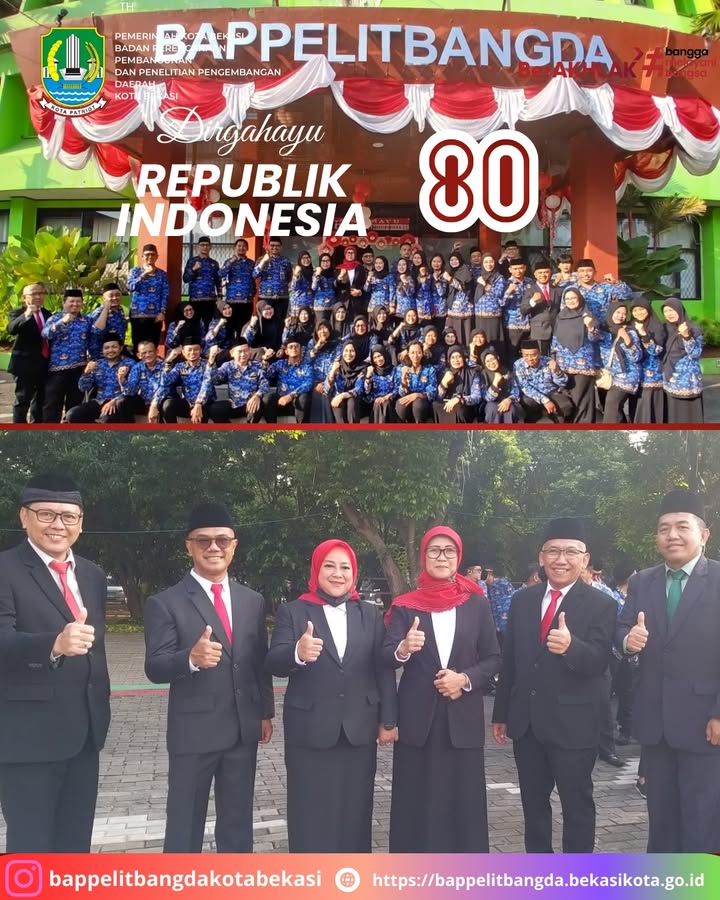 TH
BAPPELITBANGDA
PEMERINTAH KOTA BEKASI
BADAN PERENCANAAN
PEMBANGUNAN
DAN PENELITIAN PENGEMBANGAN
DAERAH
KOTA BEKASI
KOTA PATRIOT
BerAKHLAK
#bangga
melayani
bangsa
Dirgahayu
REPUBLIK
INDONESIA
80
bappelitbangdakotabekasi
https://bappelitbangda.bekasikota.go.id